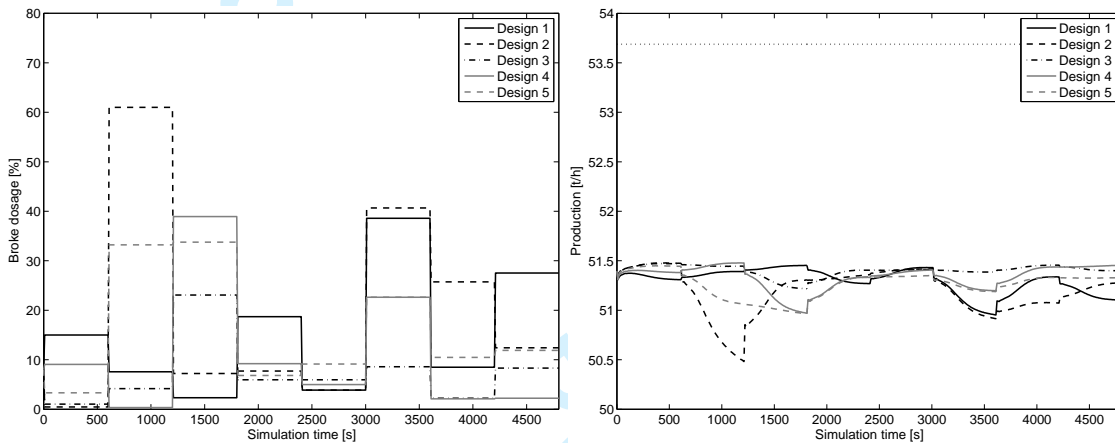 80
70
60
50
40
30
20
10
0
Broke dosage [%]
0 500 1000 1500 2000 2500 3000 3500 4000 4500
Simulation time [s]
Design 1
Design 2
Design 3
Design 4
Design 5
54
53.5
53
52.5
52
51.5
51
50.5
50
Production [t/h]
0 500 1000 1500 2000 2500 3000 3500 4000 4500
Simulation time [s]
Design 1
Design 2
Design 3
Design 4
Design 5